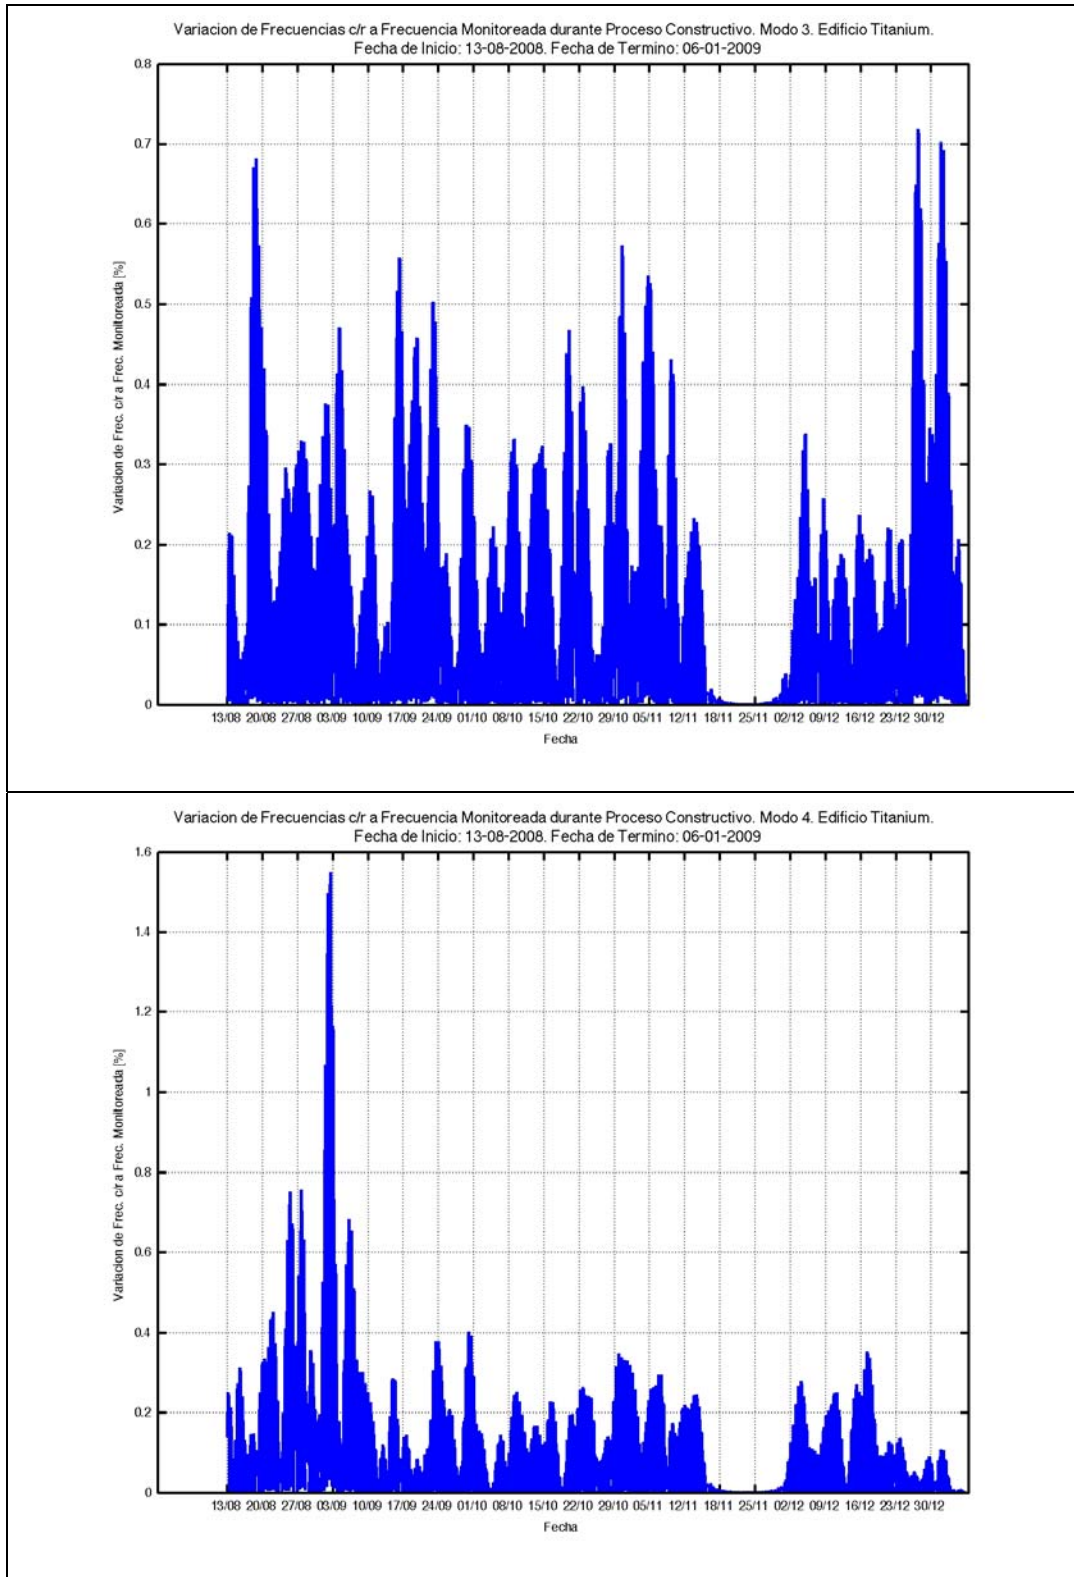 Variacion de Frecuencias c/r a Frecuencia Monitoreada durante Proceso Constructivo. Modo 3. Edificio Titanium.
Fecha de Inicio: 13-08-2008. Fecha de Termino: 06-01-2009
0.8
0.7
0.6
0.5
0.4
0.3
0.2
0.1
0
Variacion de Frec. c/r a Frec. Monitoreada [%]
13/08 20/08 27/08 03/09 10/09 17/09 24/09 01/10 08/10 15/10 22/10 29/10 05/11 12/11 18/11 25/11 02/12 09/12 16/12 23/12 30/12
Fecha
Variacion de Frecuencias c/r a Frecuencia Monitoreada durante Proceso Constructivo. Modo 4. Edificio Titanium.
Fecha de Inicio: 13-08-2008. Fecha de Termino: 06-01-2009
1.6
1.4
1.2
1
0.8
0.6
0.4
0.2
0
Variacion de Frec. c/r a Frec. Monitoreada [%]
13/08 20/08 27/08 03/09 10/09 17/09 24/09 01/10 08/10 15/10 22/10 29/10 05/11 12/11 18/11 25/11 02/12 09/12 16/12 23/12 30/12
Fecha